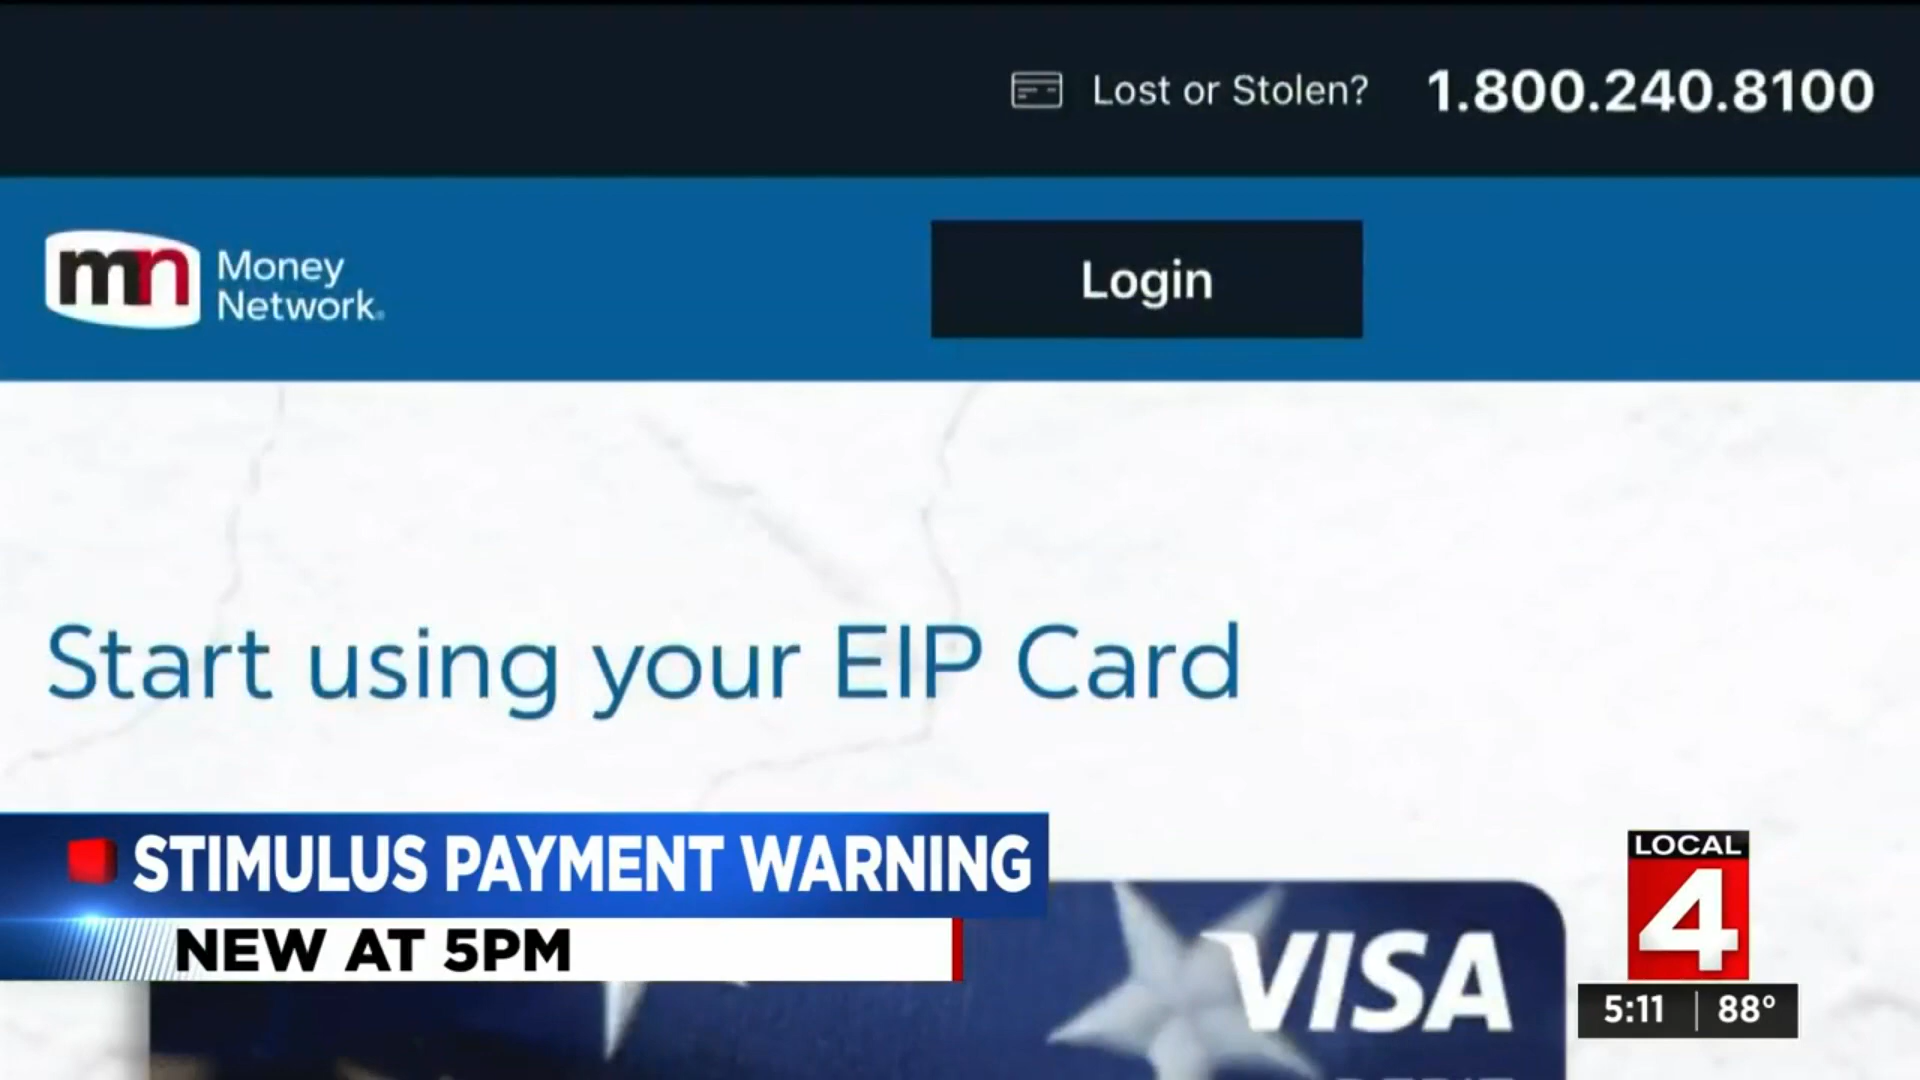 Lost or Stolen? 1.800.240.8100
mn Money Network®
Login
Start using your EIP Card
STIMULUS PAYMENT WARNING
NEW AT 5PM
VISA
LOCAL
4
5:11 88°